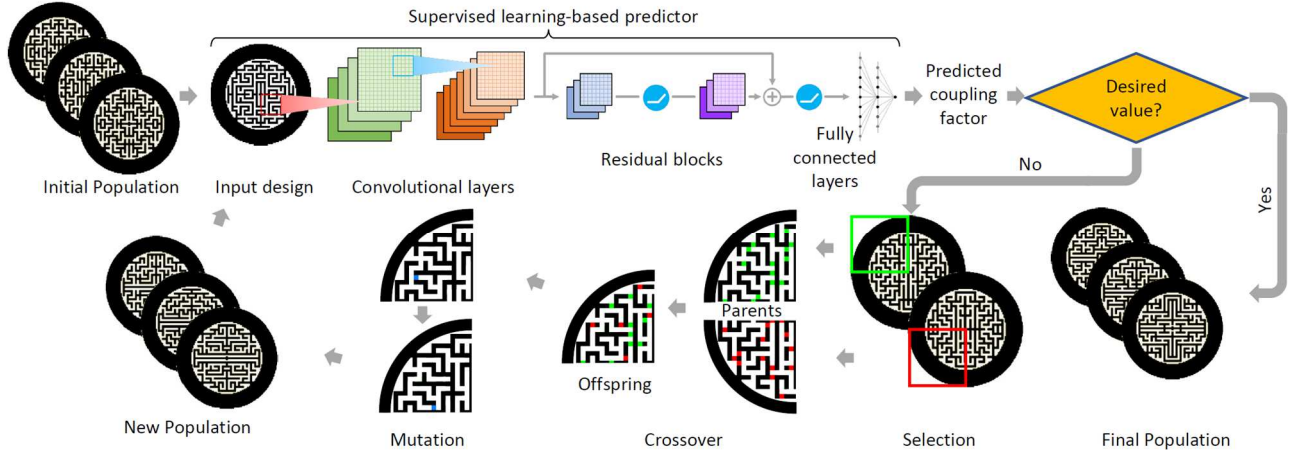 Supervised learning-based predictor
Initial Population
Input design
Convolutional layers
Residual blocks
Fully
connected
layers
Predicted
coupling
factor
Desired
value?
No
Yes
New Population
Mutation
Offspring
Parents
Crossover
Selection
Final Population